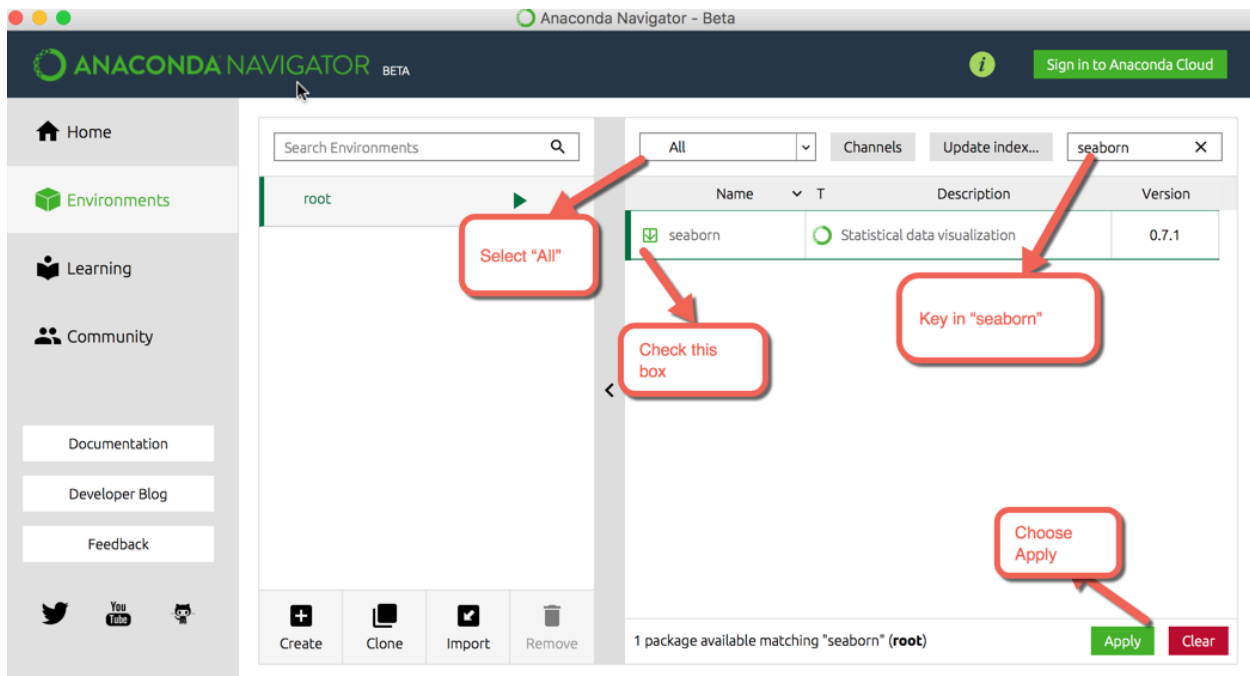 Anaconda Navigator - Beta
ANACONDA NAVIGATOR BETA
i
Sign in to Anaconda Cloud
Home
Environments
Learning
Community
Documentation
Developer Blog
Feedback
You
Tube
Search Environments
root
Select “All”
Create
Clone
Import
Remove
All
Channels
Update index...
seaborn
Name
T
Description
Version
seaborn
Statistical data visualization
0.7.1
Key in “seaborn”
Check this
box
Choose
Apply
1 package available matching "seaborn" (root)
Apply
Clear